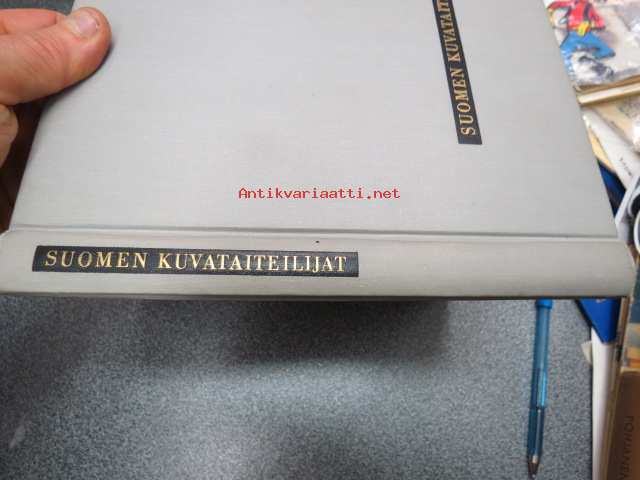 SUOMEN KUVATAIT
Antikvariaatti.net
SUOMEN KUVATAITEILIJAT